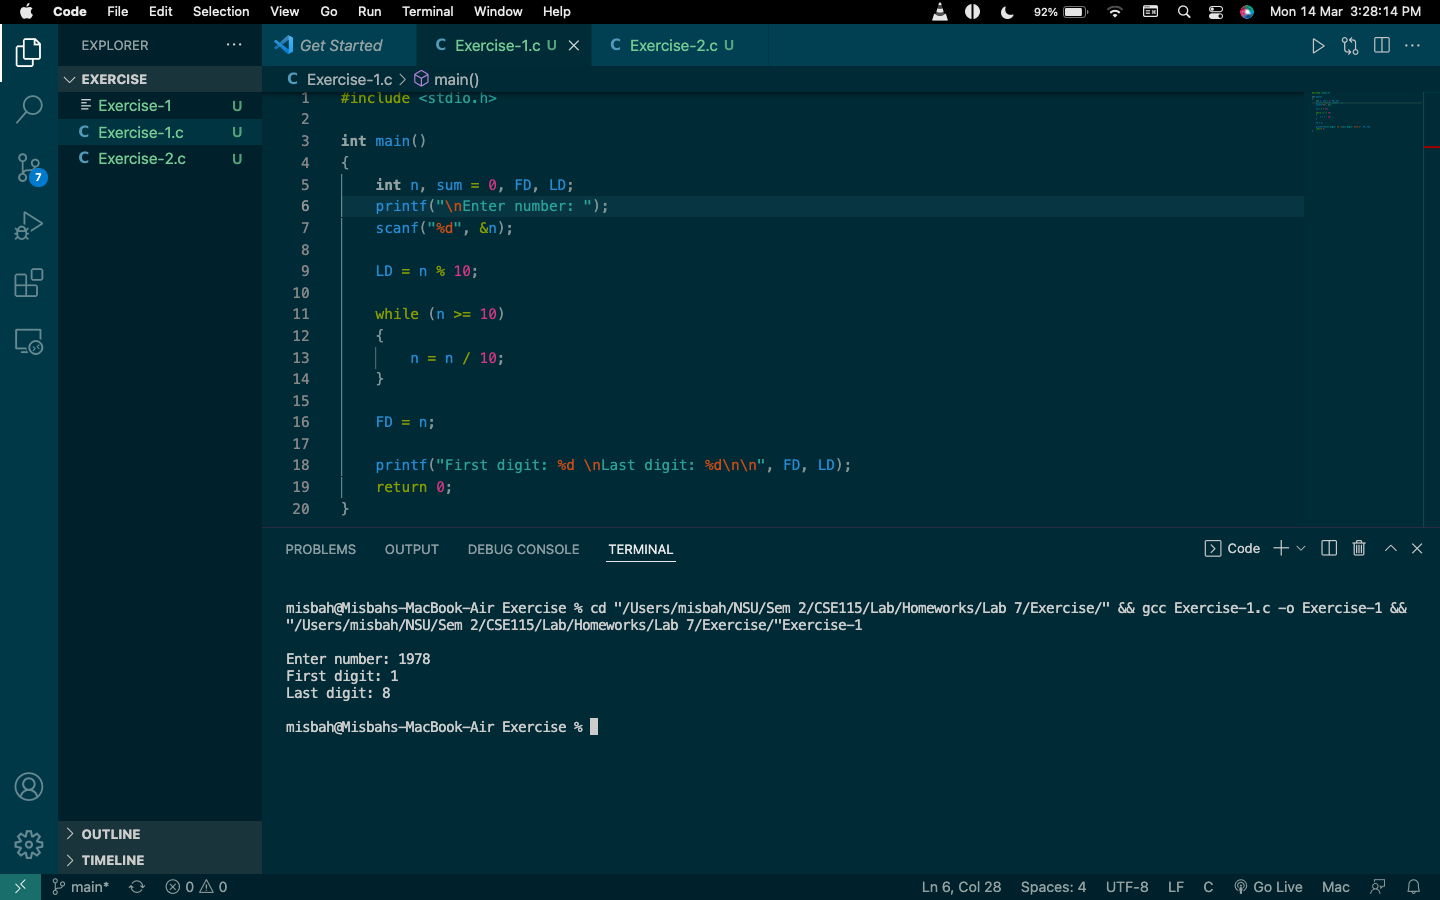 Code File Edit Selection View Go Run Terminal Window Help 92% Mon 14 Mar 3:28:14 PM
EXPLORER ···
EXERCISE
Exercise-1 U
C Exercise-1.c U
C Exercise-2.c U
7
OUTLINE
TIMELINE
Get Started C Exercise-1.c U C Exercise-2.c U
C Exercise-1.c > main()
1 #include <stdio.h>
2
3 int main()
4 {
5 int n, sum = 0, FD, LD;
6 printf("\nEnter number: ");
7 scanf("%d", &n);
8
9 LD = n % 10;
10
11 while (n >= 10)
12 {
13 n = n / 10;
14 }
15
16 FD = n;
17
18 printf("First digit: %d \nLast digit: %d\n\n", FD, LD);
19 return 0;
20 }
PROBLEMS OUTPUT DEBUG CONSOLE TERMINAL Code
misbah@Misbahs-MacBook-Air Exercise % cd "/Users/misbah/NSU/Sem 2/CSE115/Lab/Homeworks/Lab 7/Exercise/" && gcc Exercise-1.c -o Exercise-1 &&
"/Users/misbah/NSU/Sem 2/CSE115/Lab/Homeworks/Lab 7/Exercise/"Exercise-1
Enter number: 1978
First digit: 1
Last digit: 8
misbah@Misbahs-MacBook-Air Exercise %
main* 0 0 Ln 6, Col 28 Spaces: 4 UTF-8 LF C Go Live Mac